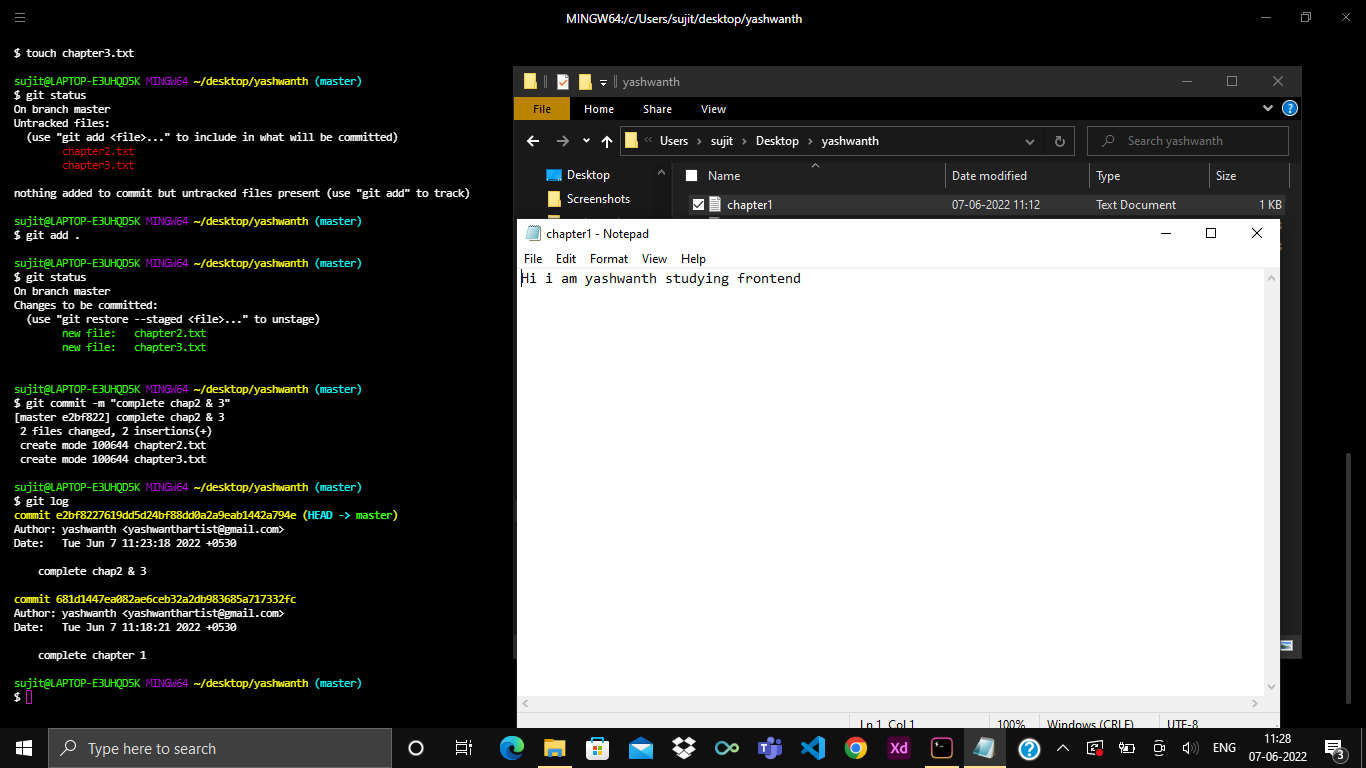 MINGW64:/c/Users/sujit/desktop/yashwanth
$ touch chapter3.txt
sujit@LAPTOP-E3UHQD5K MINGW64 ~/desktop/yashwanth (master)
$ git status
On branch master
Untracked files:
  (use "git add <file>..." to include in what will be committed)
        chapter2.txt
        chapter3.txt
nothing added to commit but untracked files present (use "git add" to track)
sujit@LAPTOP-E3UHQD5K MINGW64 ~/desktop/yashwanth (master)
$ git add .
sujit@LAPTOP-E3UHQD5K MINGW64 ~/desktop/yashwanth (master)
$ git status
On branch master
Changes to be committed:
  (use "git restore --staged <file>..." to unstage)
        new file:   chapter2.txt
        new file:   chapter3.txt
sujit@LAPTOP-E3UHQD5K MINGW64 ~/desktop/yashwanth (master)
$ git commit -m "complete chap2 & 3"
[master e2bf822] complete chap2 & 3
 2 files changed, 2 insertions(+)
 create mode 100644 chapter2.txt
 create mode 100644 chapter3.txt
sujit@LAPTOP-E3UHQD5K MINGW64 ~/desktop/yashwanth (master)
$ git log
commit e2bf8227619dd5d24bf88dd0a2a9eab1442a794e (HEAD -> master)
Author: yashwanth <yashwanthartist@gmail.com>
Date:   Tue Jun 7 11:23:18 2022 +0530
    complete chap2 & 3
commit 681d1447ea082ae6ceb32a2db983685a717332fc
Author: yashwanth <yashwanthartist@gmail.com>
Date:   Tue Jun 7 11:18:21 2022 +0530
    complete chapter 1
sujit@LAPTOP-E3UHQD5K MINGW64 ~/desktop/yashwanth (master)
$
yashwanth
File Home Share View
Users › sujit › Desktop › yashwanth
Search yashwanth
Desktop
Screenshots
Name Date modified Type Size
chapter1 07-06-2022 11:12 Text Document 1 KB
chapter1 - Notepad
File Edit Format View Help
Hi i am yashwanth studying frontend
Ln 1, Col 1 100% Windows (CRLF) UTF-8
Type here to search
Xd
ENG
11:28
07-06-2022
3